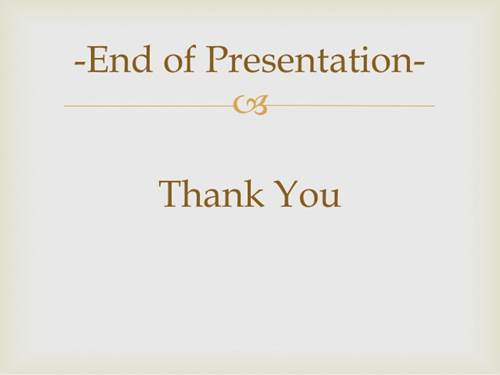 -End of Presentation-
Thank You